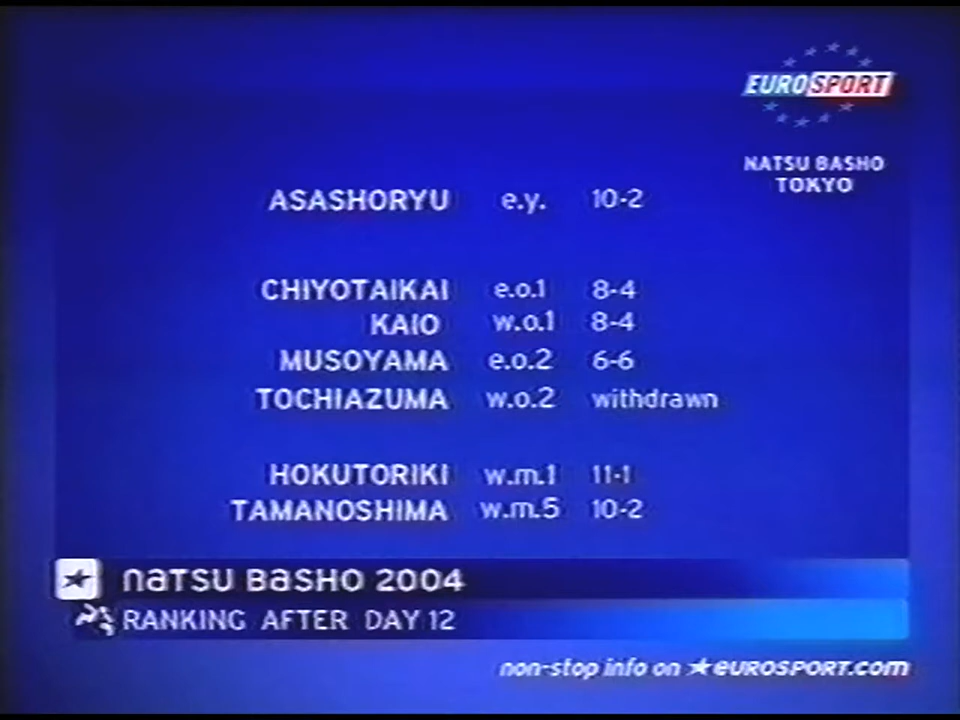 EUROSPORT
NATSU BASHO
TOKYO
ASASHORYU e.y. 10-2
CHIYOTAIKAI e.o.1 8-4
KAIO w.o.1 8-4
MUSOYAMA e.o.2 6-6
TOCHIAZUMA w.o.2 withdrawn
HOKUTORIKI w.m.1 11-1
TAMANOSHIMA w.m.5 10-2
NATSU BASHO 2004
RANKING AFTER DAY 12
non-stop info on EUROSPORT.com